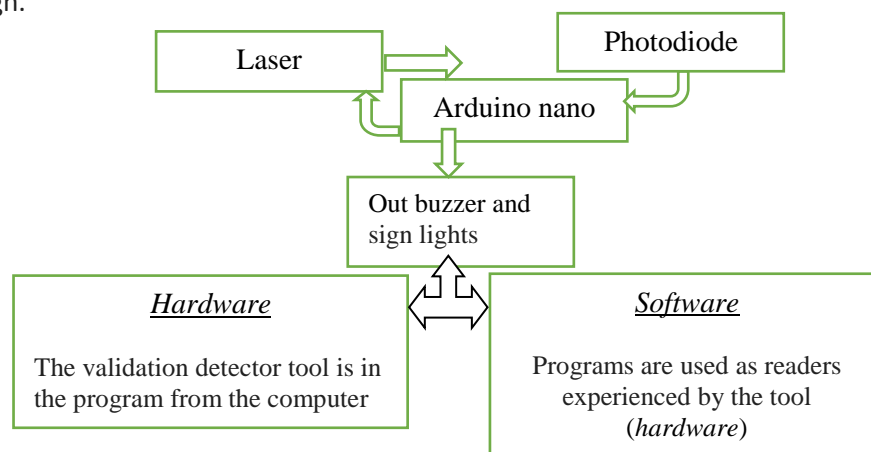 gn.
Laser
Photodiode
Arduino nano
Out buzzer and
sign lights
Hardware
The validation detector tool is in
the program from the computer
Software
Programs are used as readers
experienced by the tool
(hardware)